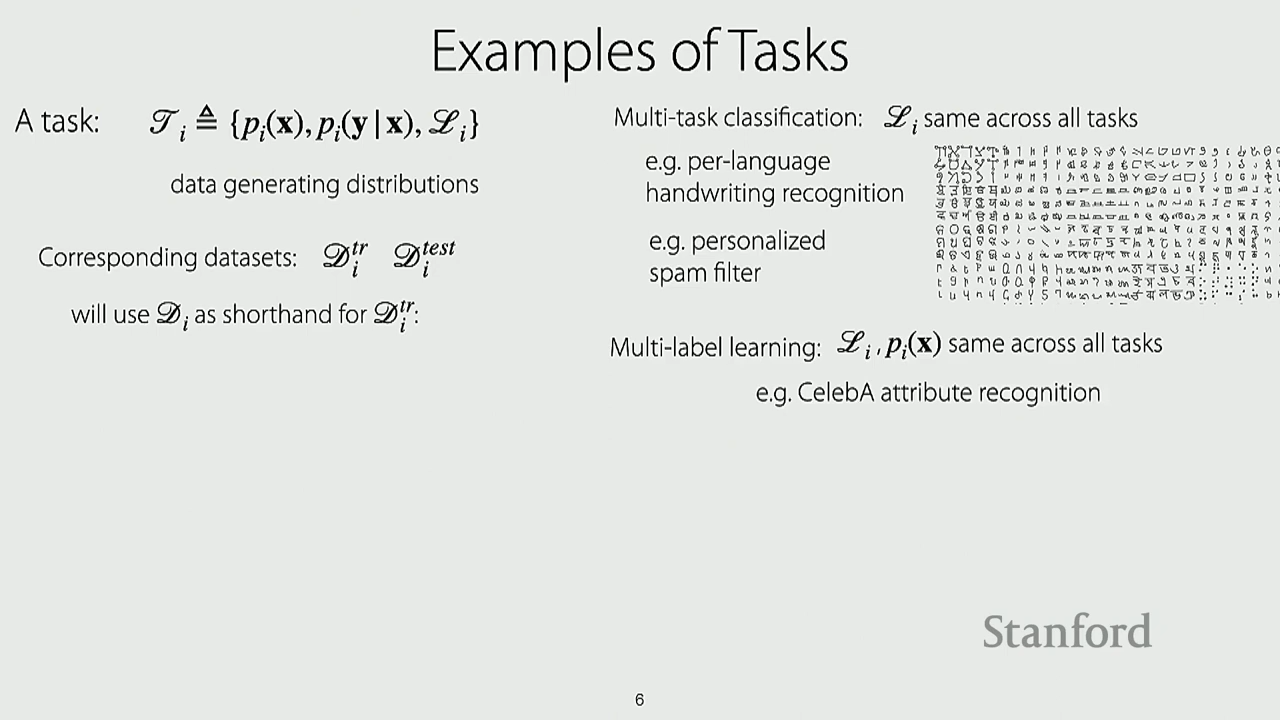 Examples of Tasks
A task: 𝒯ᵢ ≜ {pᵢ(𝐱), pᵢ(𝐲 | 𝐱), ℒᵢ}
data generating distributions
Corresponding datasets: 𝒟ᵢᵗʳ 𝒟ᵢᵗᵉˢᵗ
will use 𝒟ᵢ as shorthand for 𝒟ᵢᵗʳ:
Multi-task classification: ℒᵢ same across all tasks
e.g. per-language
handwriting recognition
e.g. personalized
spam filter
Multi-label learning: ℒᵢ , pᵢ(𝐱) same across all tasks
e.g. CelebA attribute recognition
Stanford
6